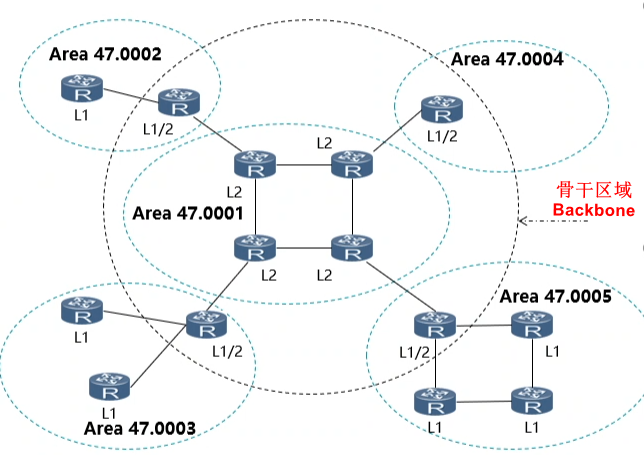 Area 47.0002
Area 47.0004
R
L1
R
L1/2
R
L1/2
L2
R
R
L2
骨干区域
Backbone
Area 47.0001
R
R
L2
L2
Area 47.0005
R
L1
R
L1/2
R
L1/2
R
L1
R
L1
R
L1
R
L1
Area 47.0003